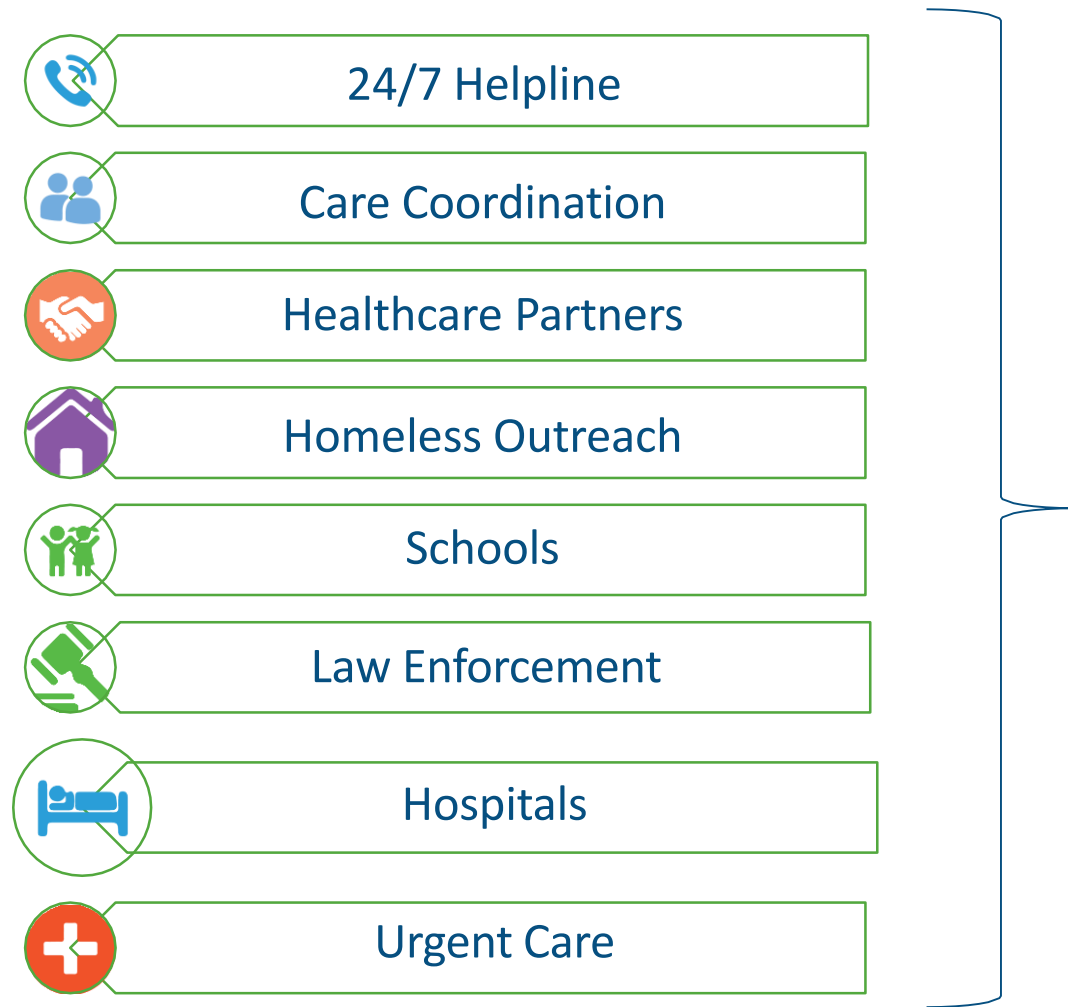 24/7 Helpline
Care Coordination
Healthcare Partners
Homeless Outreach
Schools
Law Enforcement
Hospitals
Urgent Care